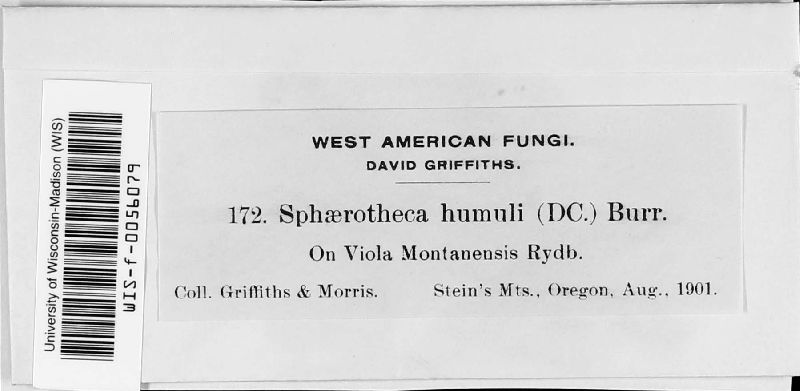 University of Wisconsin-Madison (WIS)
WIS-f-0056079
WEST AMERICAN FUNGI.
DAVID GRIFFITHS.
172. Sphærotheca humuli (DC.) Burr.
On Viola Montanensis Rydb.
Coll. Griffiths & Morris. Stein's Mts., Oregon, Aug., 1901.